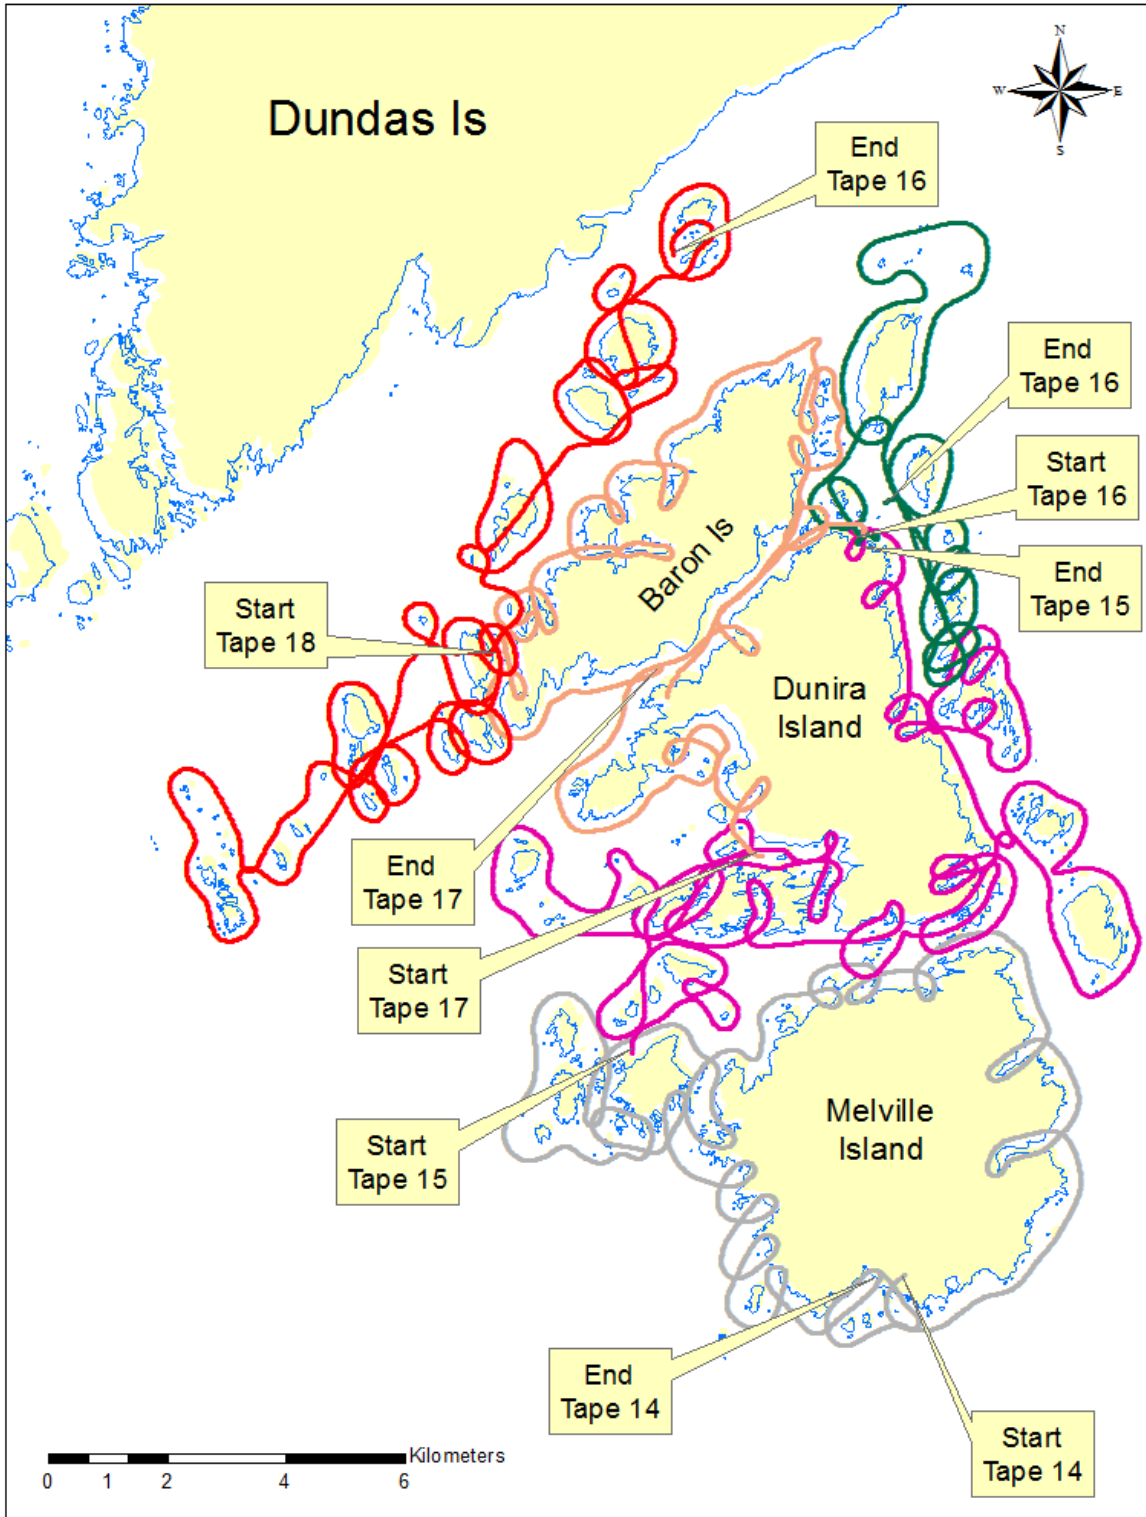 N
W
E
S
Dundas Is
End
Tape 16
End
Tape 16
Start
Tape 16
End
Tape 15
Baron Is
Start
Tape 18
Dunira
Island
End
Tape 17
Start
Tape 17
Melville
Island
Start
Tape 15
End
Tape 14
Start
Tape 14
Kilometers
0 1 2 4 6